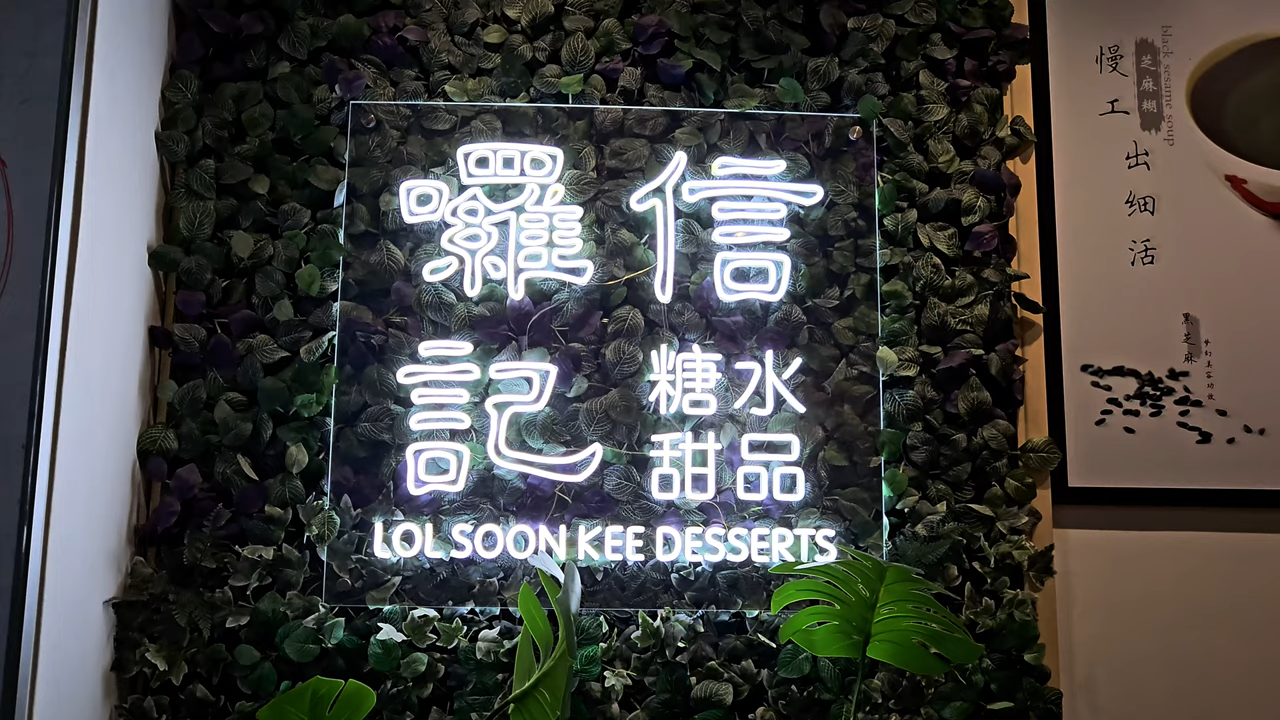 囉信
記
糖水
甜品
LOL SOON KEE DESSERTS
慢工出细活
芝麻糊
black sesame soup
黑芝麻